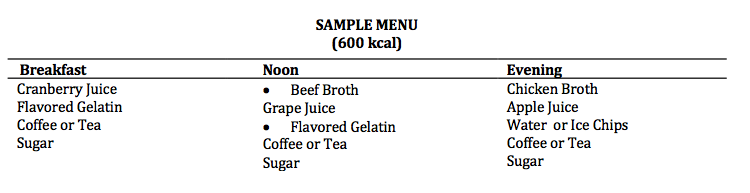 SAMPLE MENU
(600 kcal)
Breakfast Noon Evening
Cranberry Juice • Beef Broth Chicken Broth
Flavored Gelatin Grape Juice Apple Juice
Coffee or Tea • Flavored Gelatin Water or Ice Chips
Sugar Coffee or Tea Coffee or Tea
Sugar Sugar